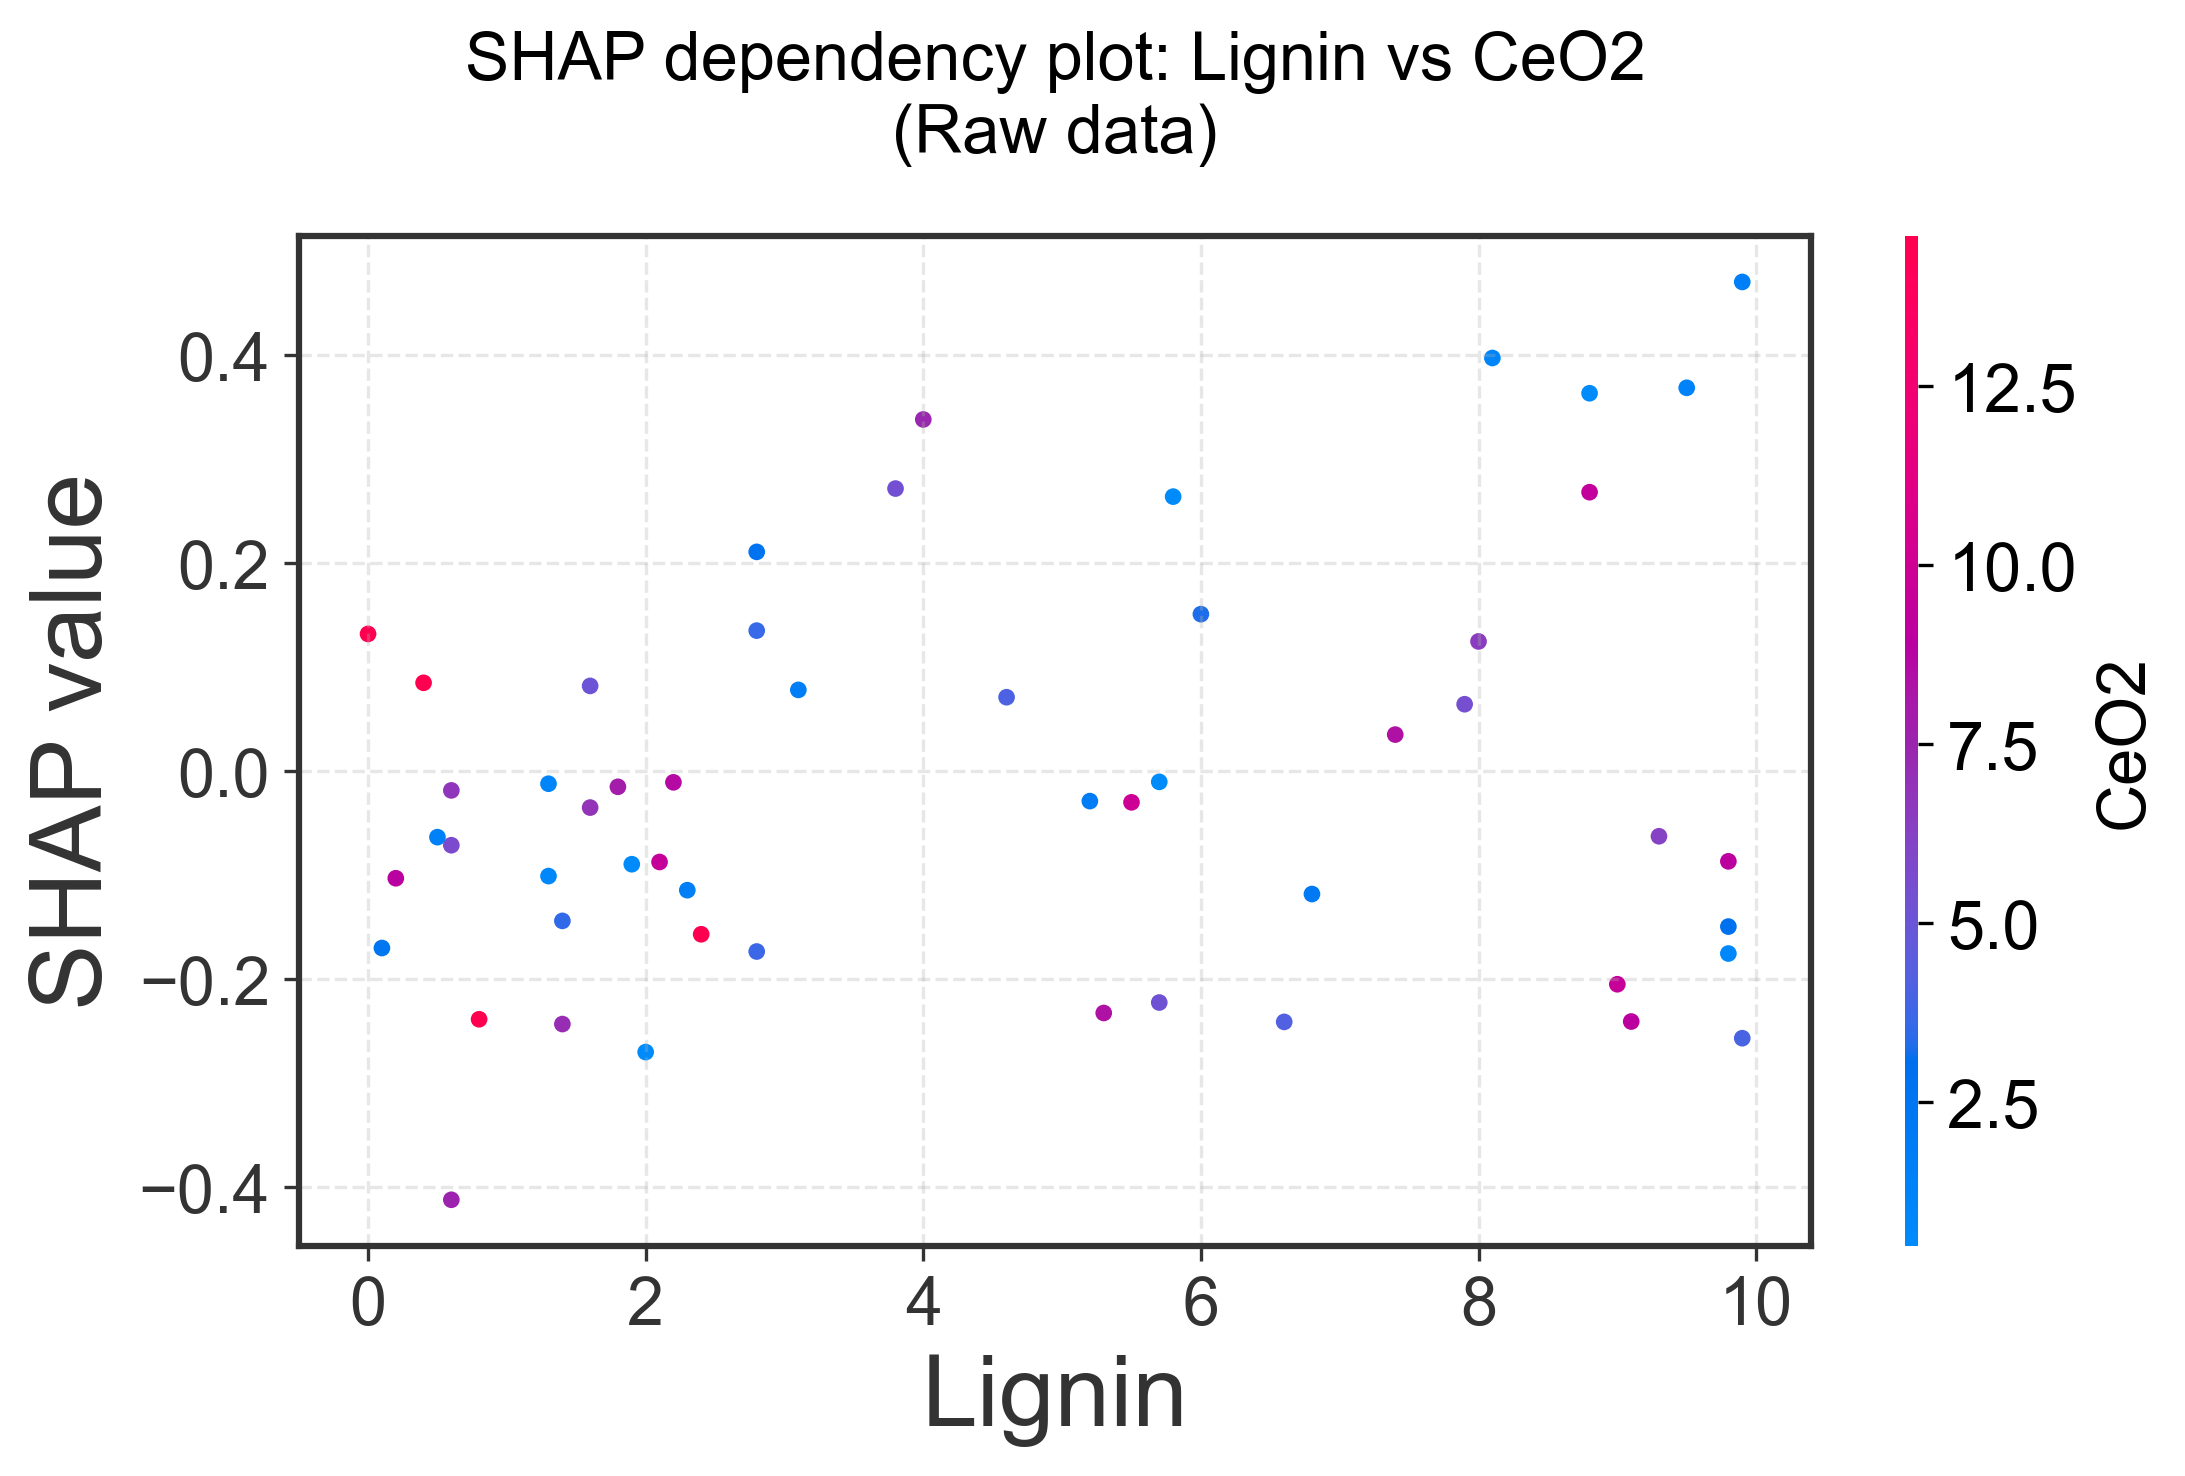 SHAP dependency plot: Lignin vs CeO2
(Raw data)
SHAP value
0.4
0.2
0.0
−0.2
−0.4
0 2 4 6 8 10
Lignin
12.5
10.0
7.5
5.0
2.5
CeO2